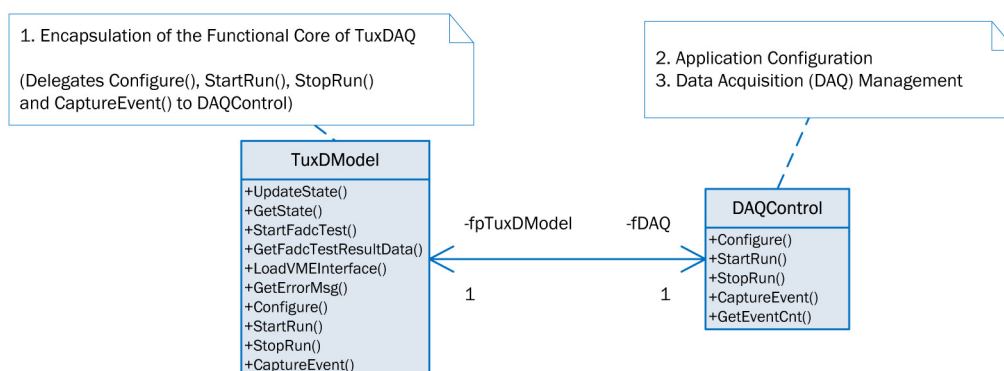 1. Encapsulation of the Functional Core of TuxDAQ
(Delegates Configure(), StartRun(), StopRun()
and CaptureEvent() to DAQControl)
2. Application Configuration
3. Data Acquisition (DAQ) Management
TuxDModel
+UpdateState()
+GetState()
+StartFadcTest()
+GetFadcTestResultData()
+LoadVMEInterface()
+GetErrorMsg()
+Configure()
+StartRun()
+StopRun()
+CaptureEvent()
-fpTuxDModel
-fDAQ
1
1
DAQControl
+Configure()
+StartRun()
+StopRun()
+CaptureEvent()
+GetEventCnt()